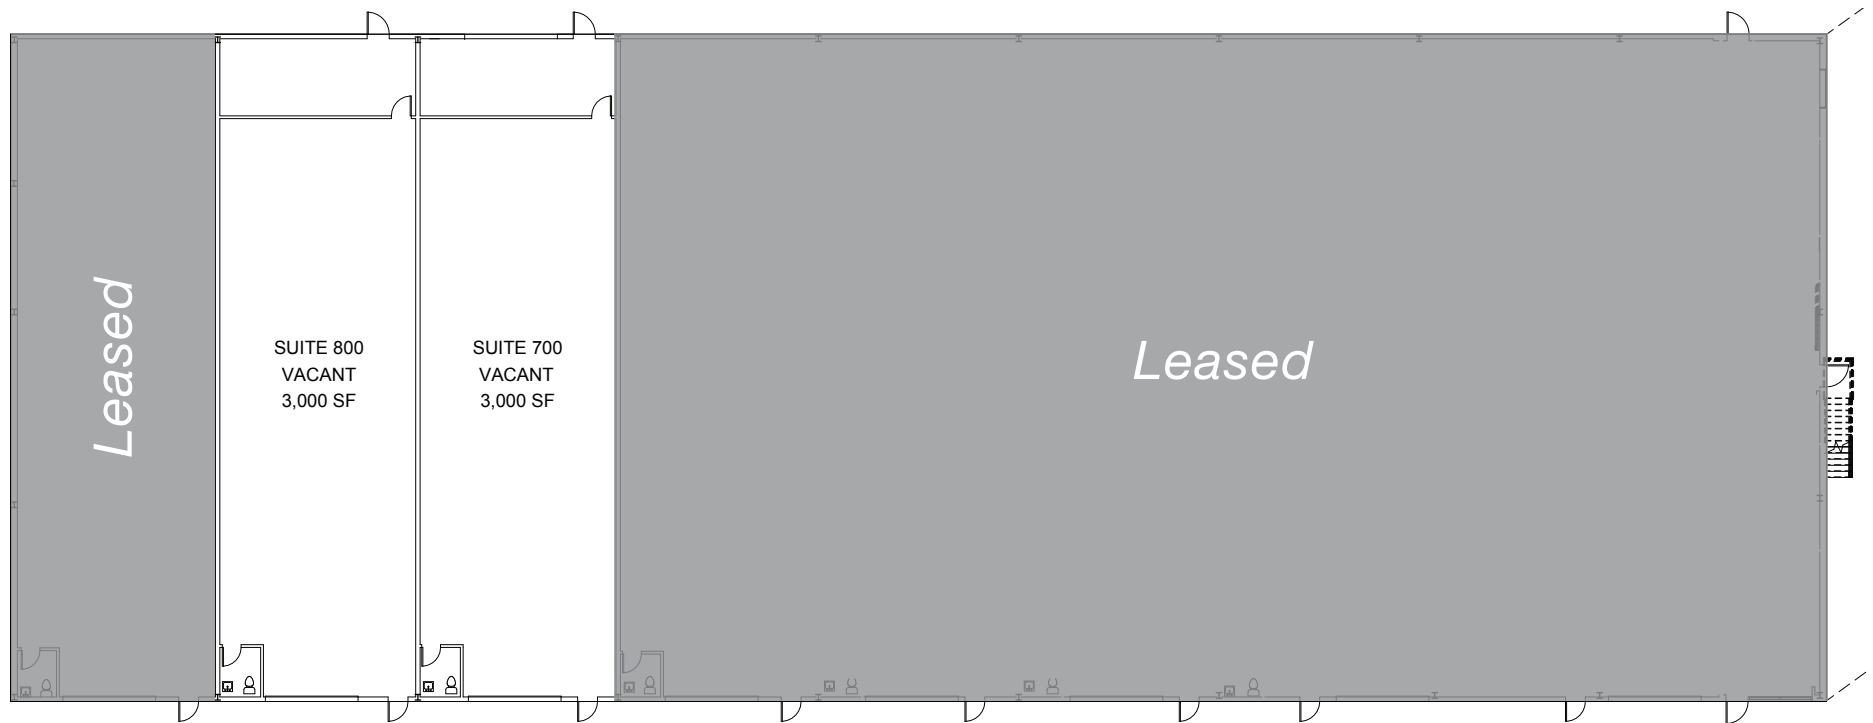 Leased
SUITE 800
VACANT
3,000 SF
SUITE 700
VACANT
3,000 SF
Leased